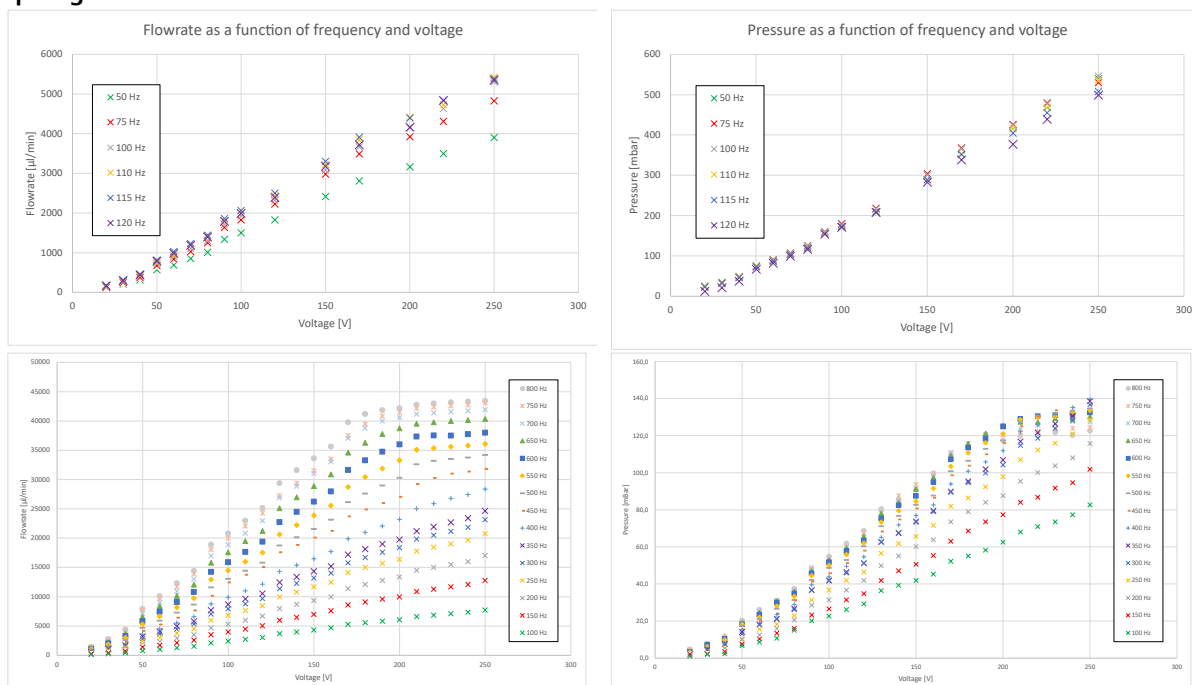 Flowrate as a function of frequency and voltage
6000
5000
4000
3000
2000
1000
0
0
50
100
150
200
250
300
Flowrate [µl/min]
Voltage [V]
50 Hz
75 Hz
100 Hz
110 Hz
115 Hz
120 Hz
Pressure as a function of frequency and voltage
600
500
400
300
200
100
0
0
50
100
150
200
250
300
Pressure [mbar]
Voltage [V]
50 Hz
75 Hz
100 Hz
110 Hz
115 Hz
120 Hz
50000
45000
40000
35000
30000
25000
20000
15000
10000
5000
0
0
50
100
150
200
250
300
Flowrate [µl/min]
Voltage [V]
800 Hz
750 Hz
700 Hz
650 Hz
600 Hz
550 Hz
500 Hz
450 Hz
400 Hz
350 Hz
300 Hz
250 Hz
200 Hz
150 Hz
100 Hz
160,0
140,0
120,0
100,0
80,0
60,0
40,0
20,0
0,0
0
50
100
150
200
250
300
Pressure [mBar]
Voltage [V]
800 Hz
750 Hz
700 Hz
650 Hz
600 Hz
550 Hz
500 Hz
450 Hz
400 Hz
350 Hz
300 Hz
250 Hz
200 Hz
150 Hz
100 Hz